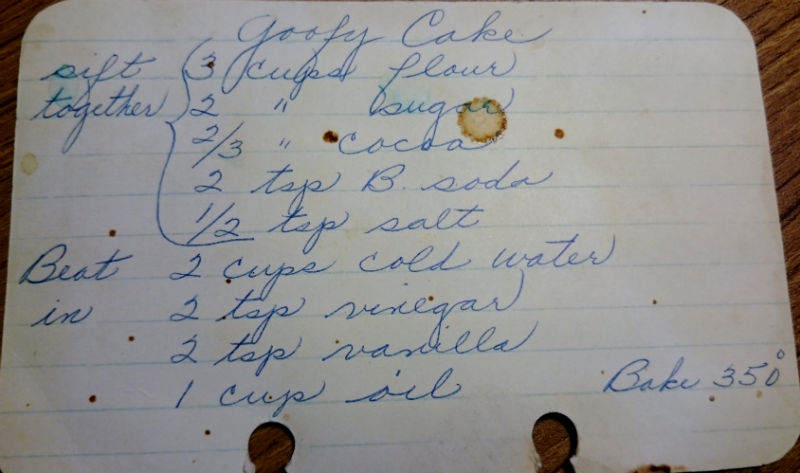 Goofy Cake
sift 3 cups flour
together 2 " sugar
2/3 " cocoa
2 tsp B. soda
1/2 tsp salt
Beat 2 cups cold water
in 2 tsp vinegar
2 tsp vanilla
1 cup oil Bake 350°